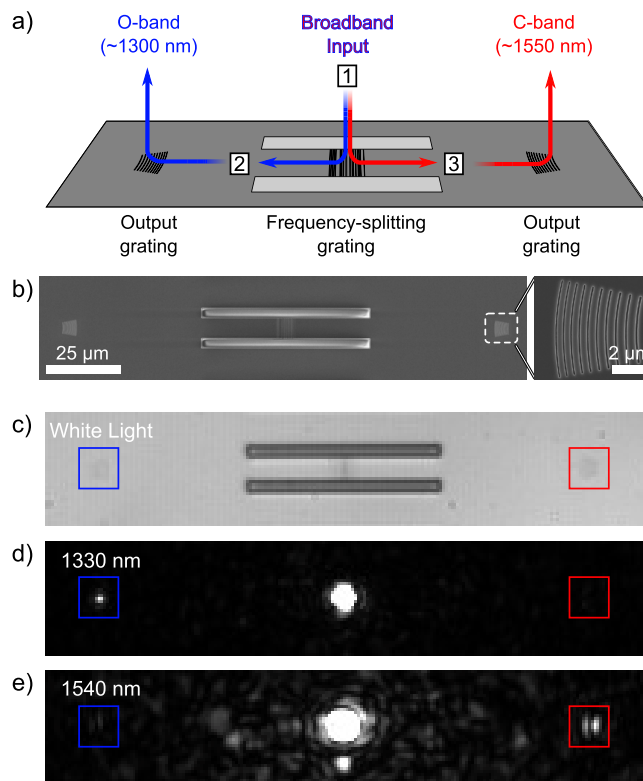 a)
O-band
(~1300 nm)
Broadband
Input
C-band
(~1550 nm)
1
2
3
Output
grating
Frequency-splitting
grating
Output
grating
b)
25 µm
2 µm
c)
White Light
d)
1330 nm
e)
1540 nm